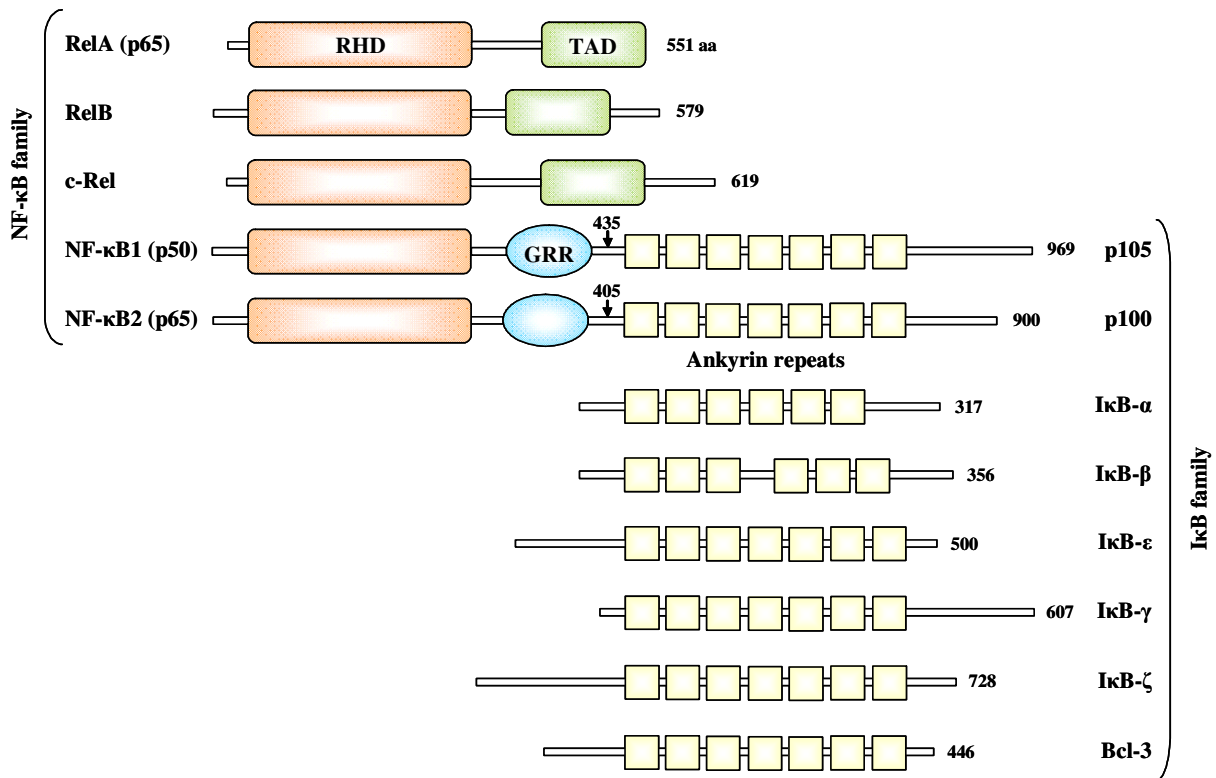 RelA (p65) RHD TAD 551 aa
RelB 579
c-Rel 619
NF-κB family
435
NF-κB1 (p50) GRR 969 p105
405
NF-κB2 (p65) 900 p100
Ankyrin repeats
317 IκB-α
356 IκB-β
500 IκB-ε
IκB family
607 IκB-γ
728 IκB-ζ
446 Bcl-3